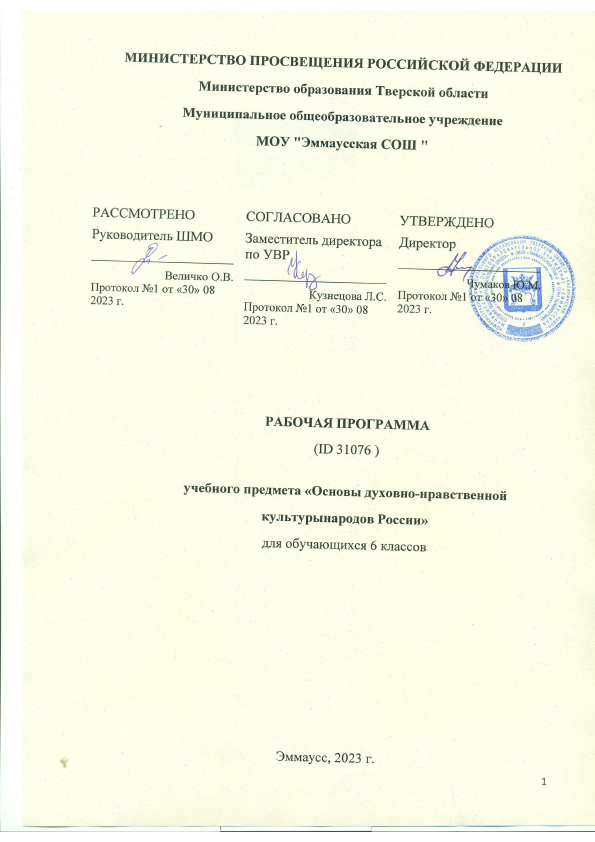 МИНИСТЕРСТВО ПРОСВЕЩЕНИЯ РОССИЙСКОЙ ФЕДЕРАЦИИ
Министерство образования Тверской области
Муниципальное общеобразовательное учреждение
МОУ "Эммаусская СОШ "
РАССМОТРЕНО
Руководитель ШМО
Величко О.В.
Протокол №1 от «30» 08
2023 г.
СОГЛАСОВАНО
Заместитель директора
по УВР
Кузнецова Л.С.
Протокол №1 от «30» 08
2023 г.
УТВЕРЖДЕНО
Директор
Чумаков Ю.М.
Протокол №1 от «30» 08
2023 г.
РАБОЧАЯ ПРОГРАММА
(ID 31076 )
учебного предмета «Основы духовно-нравственной
культурынародов России»
для обучающихся 6 классов
Эммаусс, 2023 г.
1